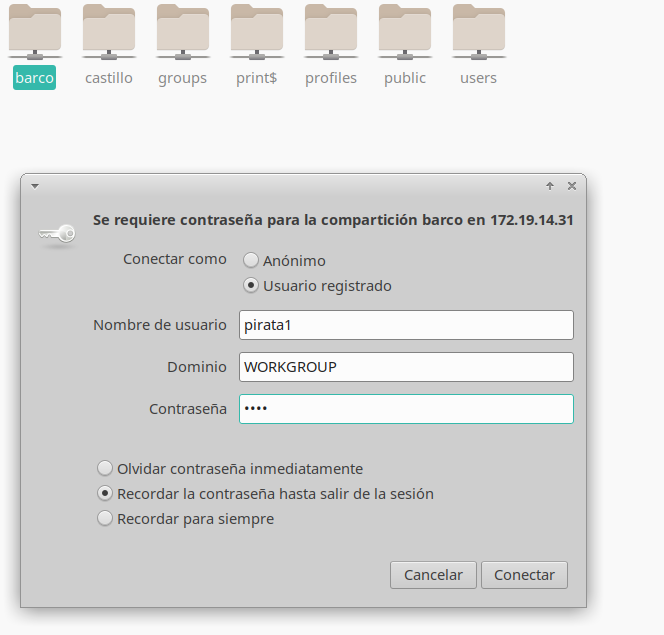 barco castillo groups print$ profiles public users
Se requiere contraseña para la compartición barco en 172.19.14.31
Conectar como Anónimo
Usuario registrado
Nombre de usuario pirata1
Dominio WORKGROUP
Contraseña ••••
Olvidar contraseña inmediatamente
Recordar la contraseña hasta salir de la sesión
Recordar para siempre
Cancelar Conectar